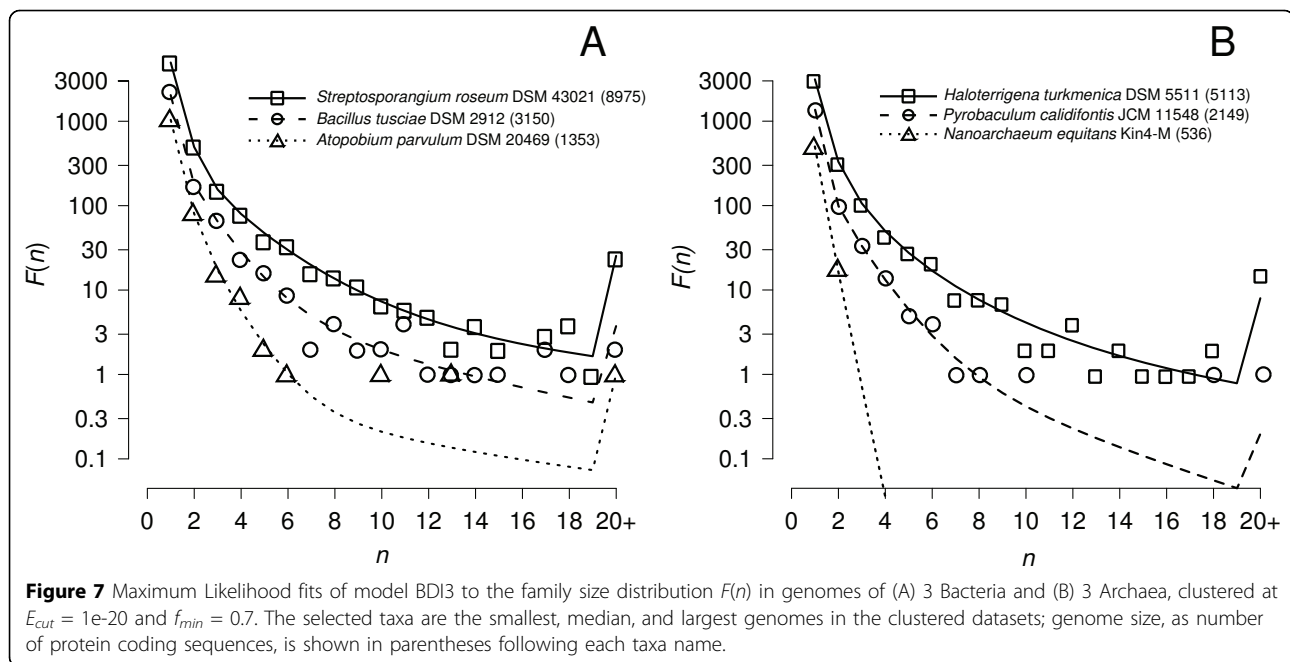 A
3000
1000
300
100
30
10
3
1
0.3
0.1
F(n)
Streptosporangium roseum DSM 43021 (8975)
Bacillus tusciae DSM 2912 (3150)
Atopobium parvulum DSM 20469 (1353)
0 2 4 6 8 10 12 14 16 18 20+
n
B
3000
1000
300
100
30
10
3
1
0.3
0.1
F(n)
Haloterrigena turkmenica DSM 5511 (5113)
Pyrobaculum calidifontis JCM 11548 (2149)
Nanoarchaeum equitans Kin4-M (536)
0 2 4 6 8 10 12 14 16 18 20+
n
Figure 7 Maximum Likelihood fits of model BDI3 to the family size distribution F(n) in genomes of (A) 3 Bacteria and (B) 3 Archaea, clustered at
Ecut = 1e-20 and fmin = 0.7. The selected taxa are the smallest, median, and largest genomes in the clustered datasets; genome size, as number
of protein coding sequences, is shown in parentheses following each taxa name.